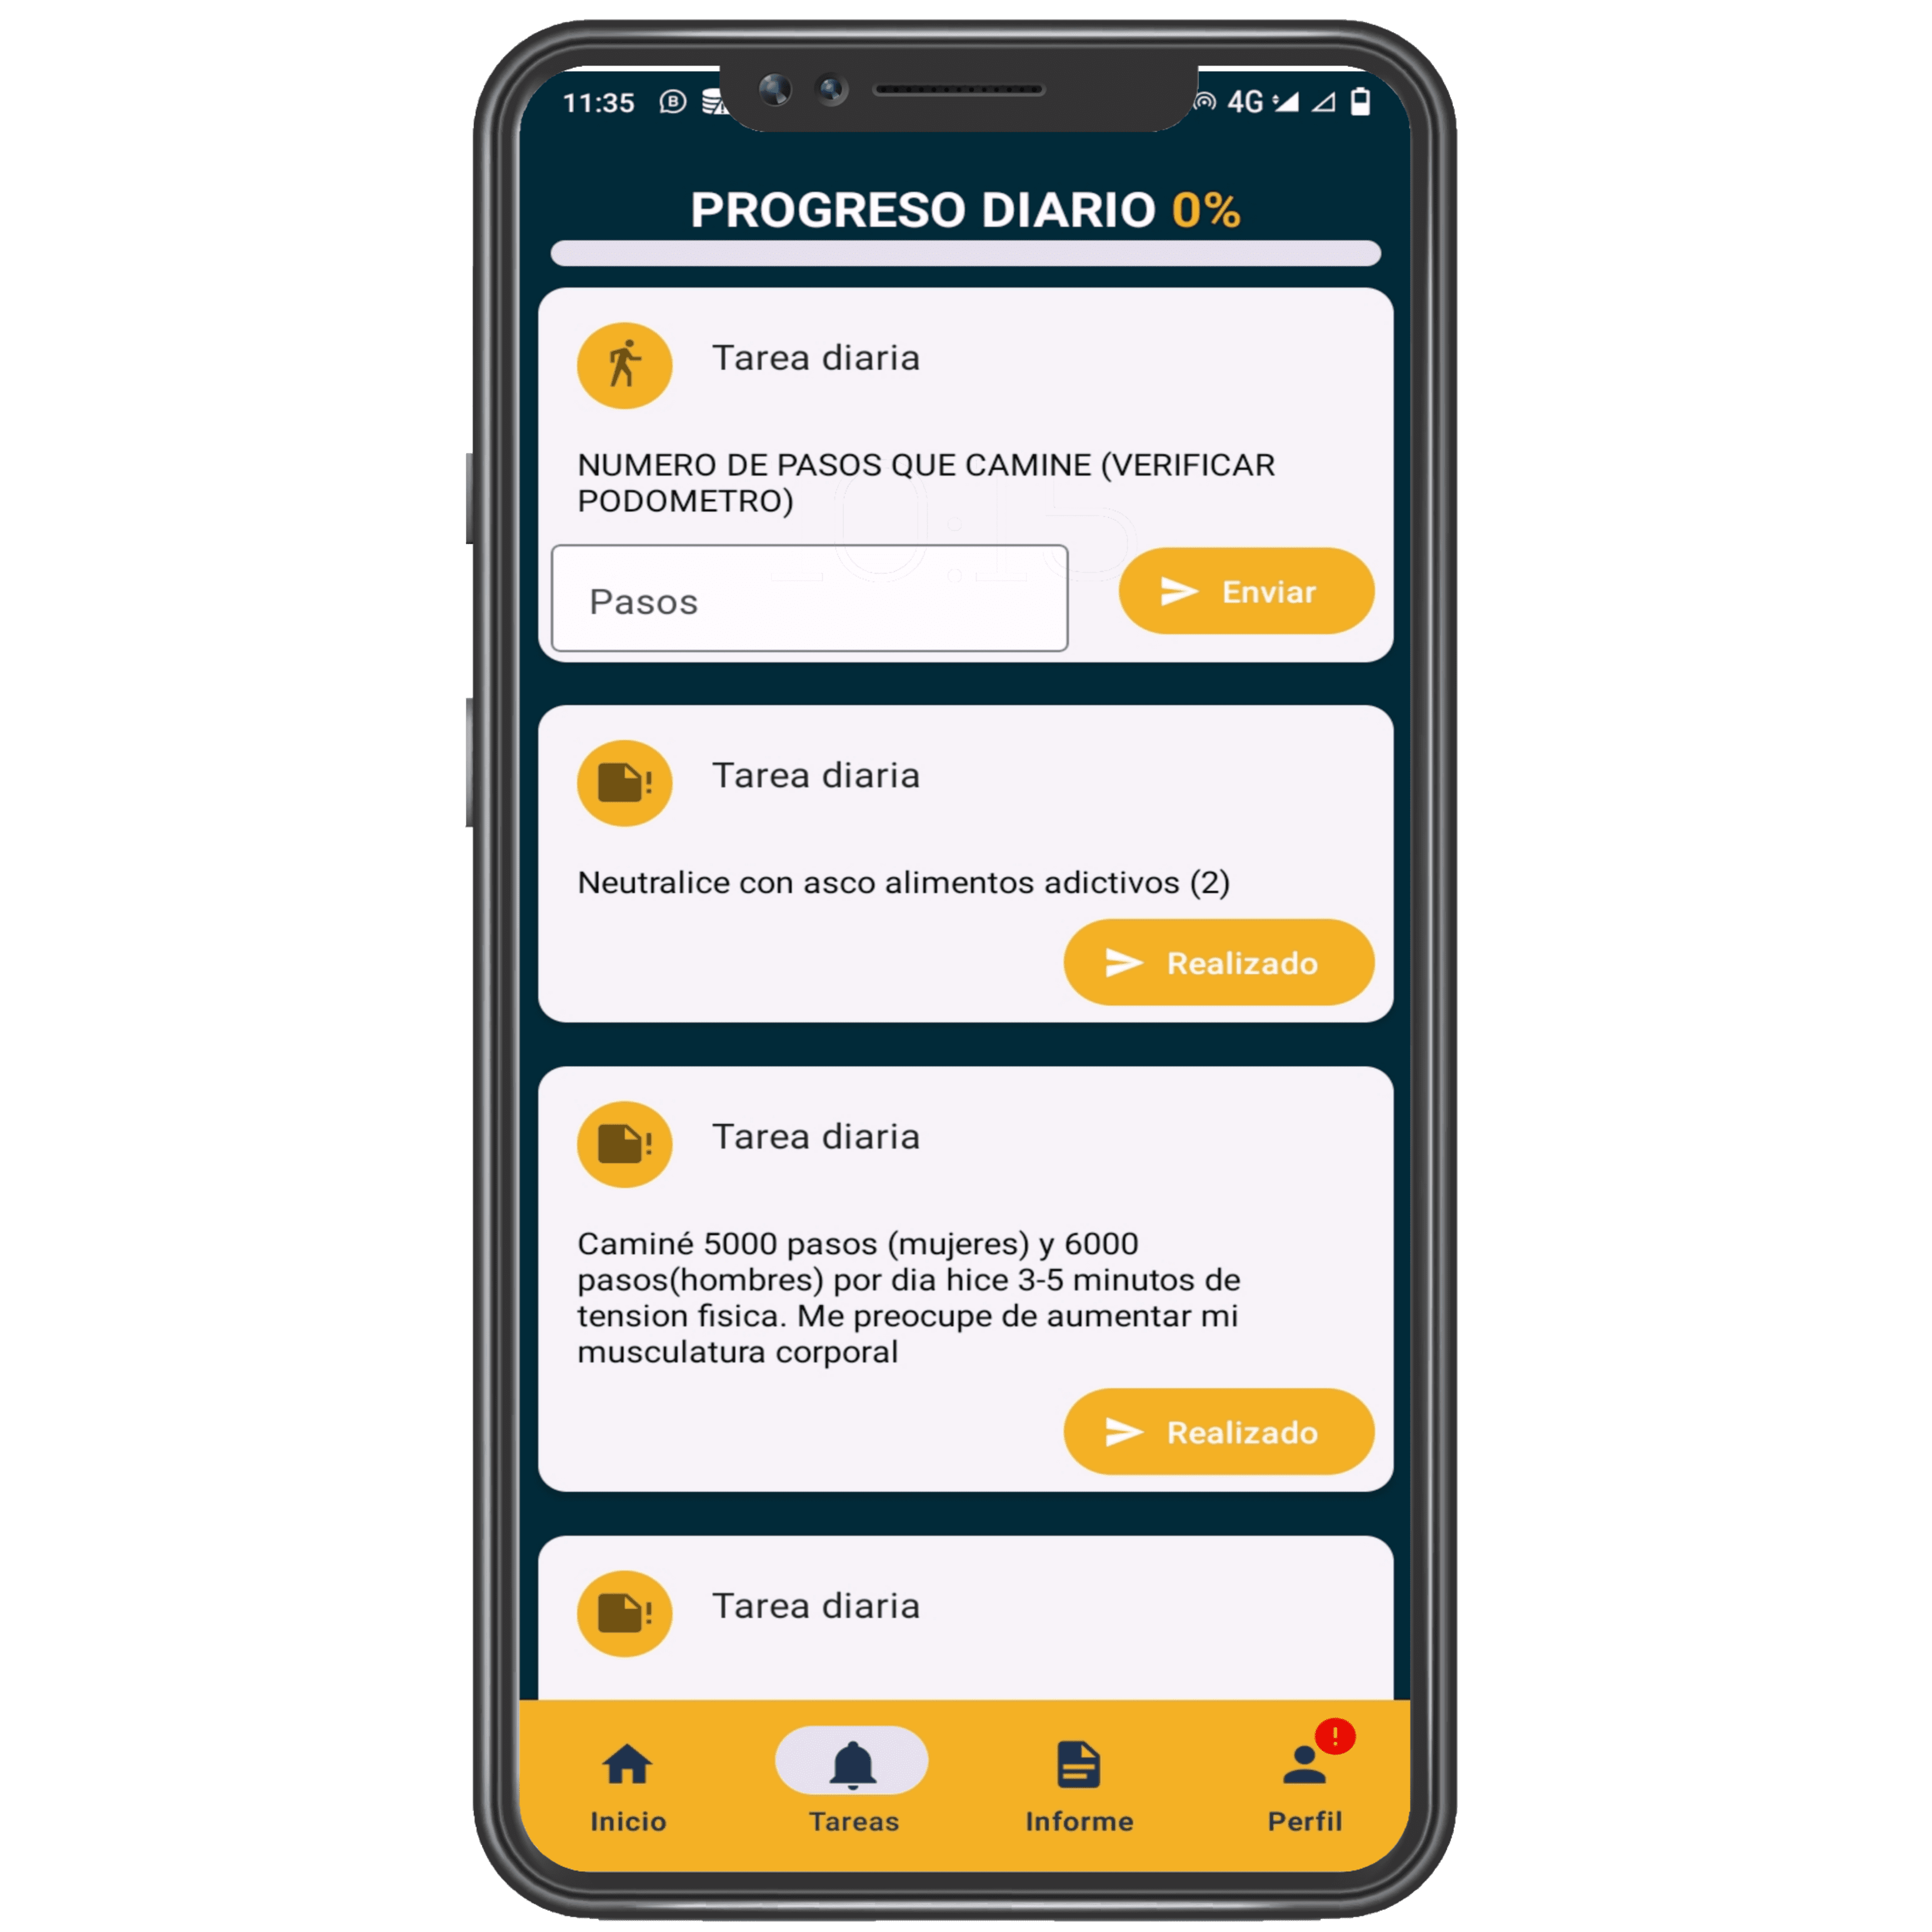 11:35
4G
PROGRESO DIARIO 0%
Tarea diaria
NUMERO DE PASOS QUE CAMINE (VERIFICAR
PODOMETRO)
Pasos
Enviar
Tarea diaria
Neutralice con asco alimentos adictivos (2)
Realizado
Tarea diaria
Caminé 5000 pasos (mujeres) y 6000
pasos(hombres) por dia hice 3-5 minutos de
tension fisica. Me preocupe de aumentar mi
musculatura corporal
Realizado
Tarea diaria
Inicio
Tareas
Informe
Perfil